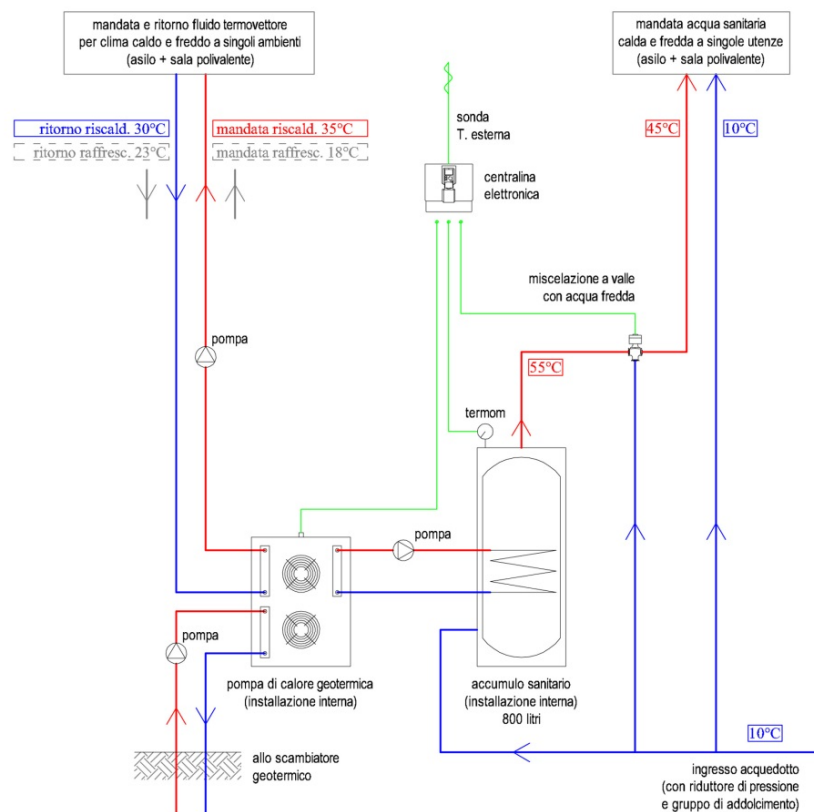 mandata e ritorno fluido termovettore
per clima caldo e freddo a singoli ambienti
(asilo + sala polivalente)
mandata acqua sanitaria
calda e fredda a singole utenze
(asilo + sala polivalente)
ritorno riscald. 30°C
mandata riscald. 35°C
ritorno raffresc. 23°C
mandata raffresc. 18°C
sonda
T. esterna
45°C
10°C
centralina
elettronica
miscelazione a valle
con acqua fredda
pompa
55°C
termom
pompa
pompa
pompa di calore geotermica
(installazione interna)
accumulo sanitario
(installazione interna)
800 litri
10°C
allo scambiatore
geotermico
ingresso acquedotto
(con riduttore di pressione
e gruppo di addolcimento)